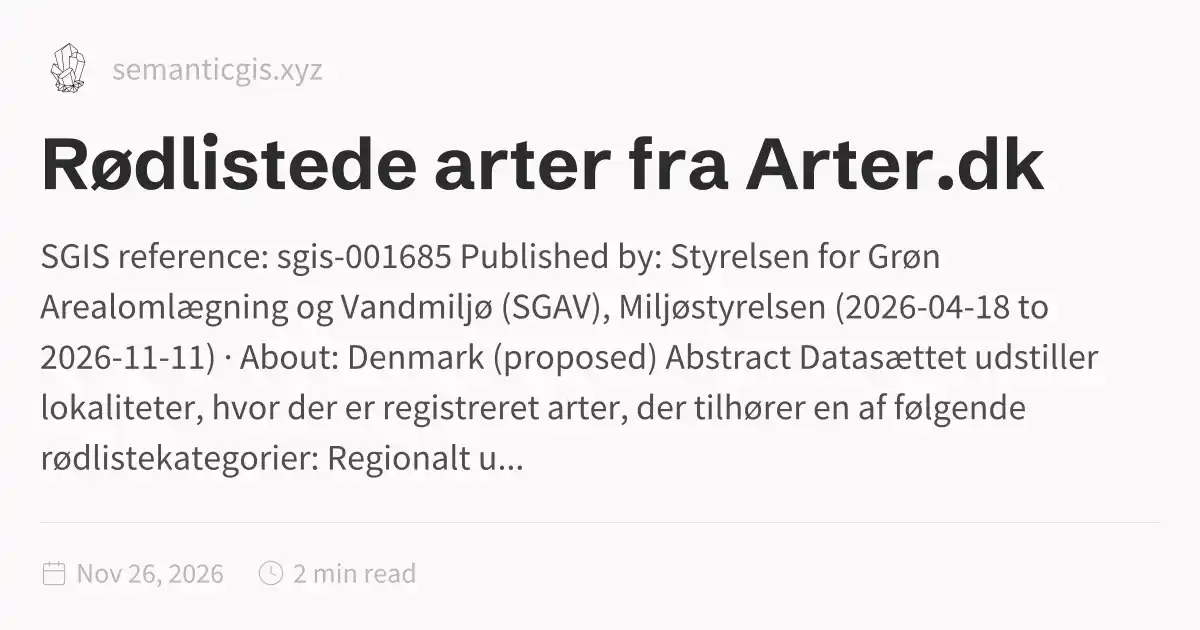 semanticgis.xyz
Rødlistede arter fra Arter.dk
SGIS reference: sgis-001685 Published by: Styrelsen for Grøn
Arealomlægning og Vandmiljø (SGAV), Miljøstyrelsen (2026-04-18 to
2026-11-11) · About: Denmark (proposed) Abstract Datasættet udstiller
lokaliteter, hvor der er registreret arter, der tilhører en af følgende
rødlistekategorier: Regionalt u...
Nov 26, 2026 2 min read